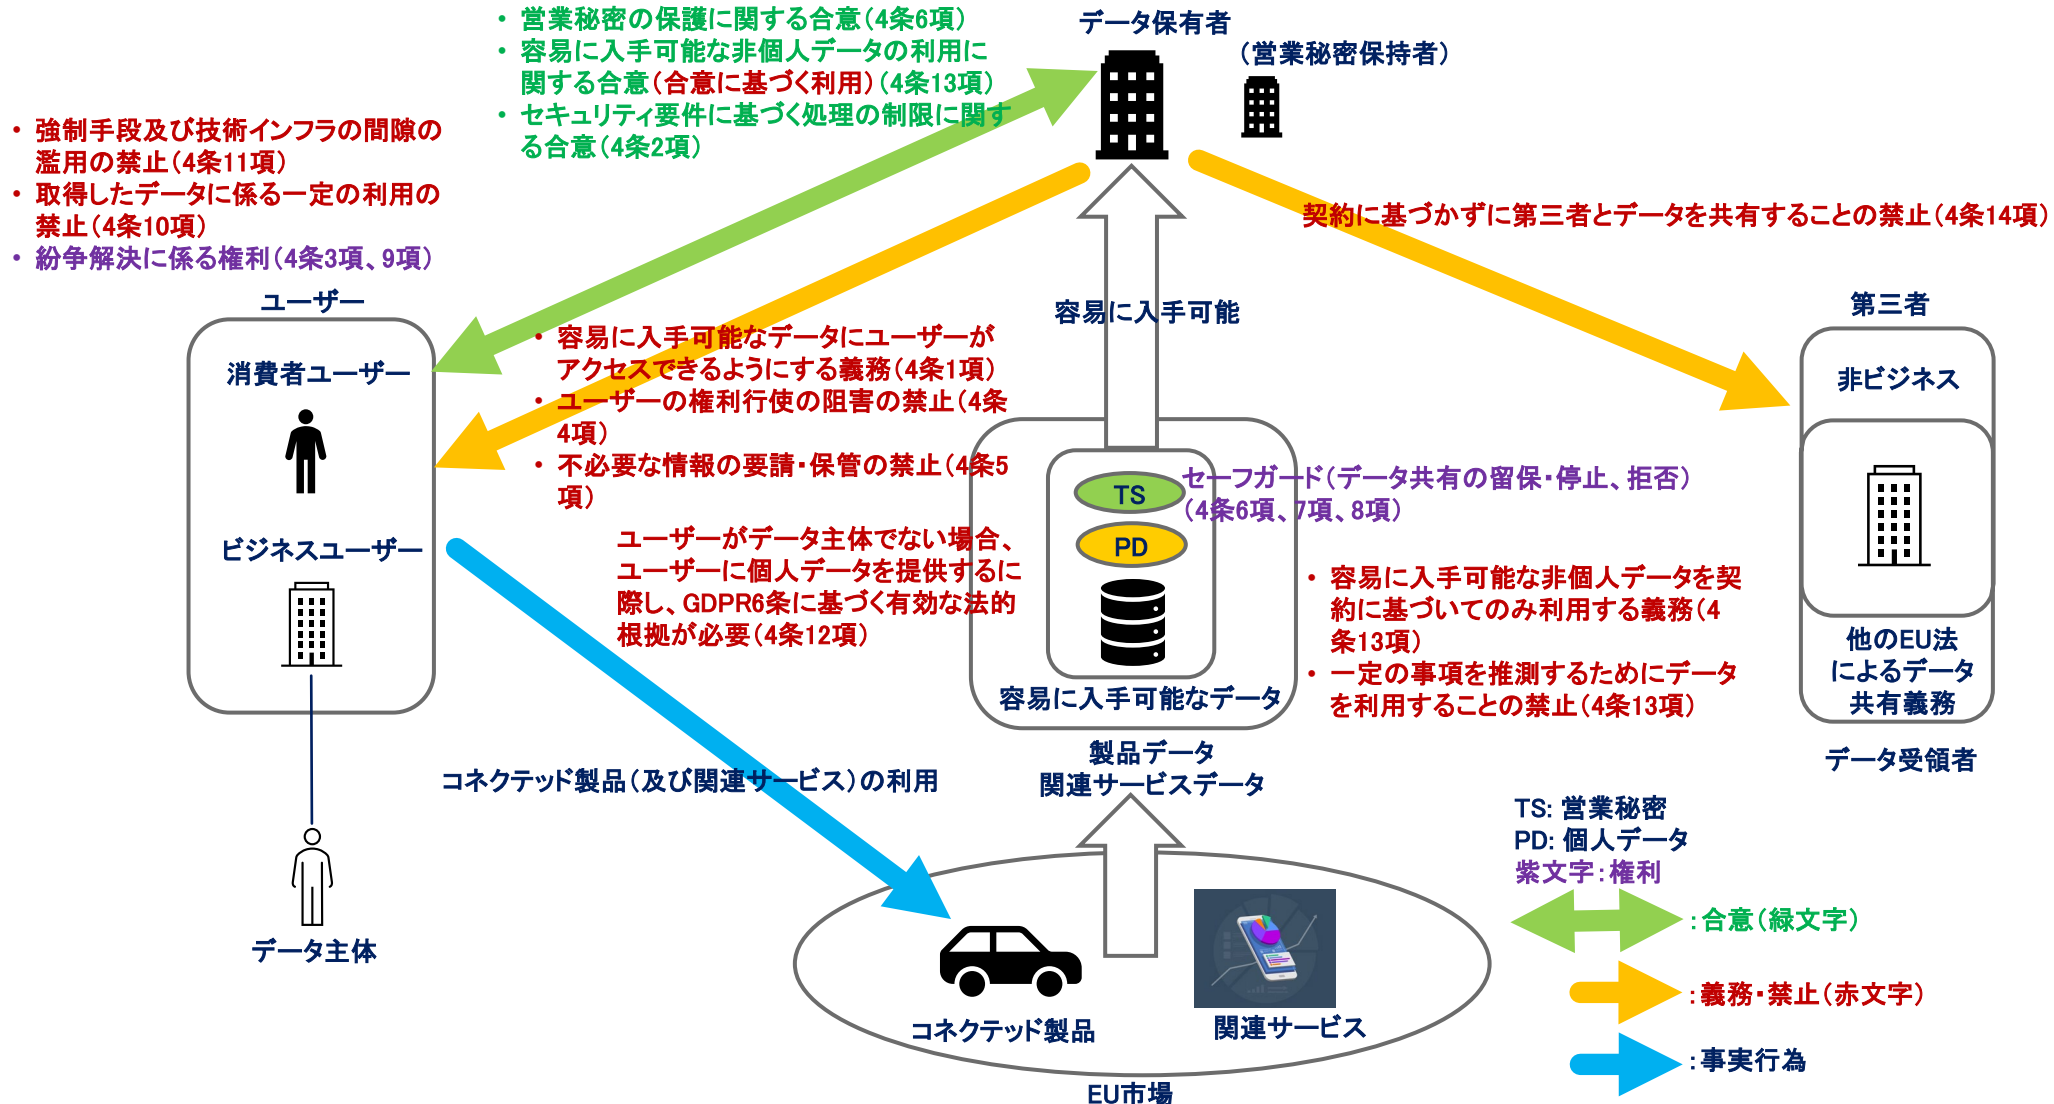 ・営業秘密の保護に関する合意（4条6項）
・容易に入手可能な非個人データの利用に
関する合意（合意に基づく利用）（4条13項）
・セキュリティ要件に基づく処理の制限に関す
る合意（4条2項）
データ保有者
（営業秘密保持者）
・強制手段及び技術インフラの間隙の
濫用の禁止（4条11項）
・取得したデータに係る一定の利用の
禁止（4条10項）
・紛争解決に係る権利（4条3項、9項）
契約に基づかずに第三者とデータを共有することの禁止（4条14項）
ユーザー
消費者ユーザー
ビジネスユーザー
容易に入手可能
・容易に入手可能なデータにユーザーが
アクセスできるようにする義務（4条1項）
・ユーザーの権利行使の阻害の禁止（4条
4項）
・不必要な情報の要請・保管の禁止（4条5
項）
ユーザーがデータ主体でない場合、
ユーザーに個人データを提供するに
際し、GDPR6条に基づく有効な法的
根拠が必要（4条12項）
TS
PD
セーフガード（データ共有の留保・停止、拒否）
（4条6項、7項、8項）
容易に入手可能なデータ
製品データ
関連サービスデータ
・容易に入手可能な非個人データを契
約に基づいてのみ利用する義務（4
条13項）
・一定の事項を推測するためにデータ
を利用することの禁止（4条13項）
第三者
非ビジネス
他のEU法
によるデータ
共有義務
データ受領者
コネクテッド製品（及び関連サービス）の利用
データ主体
コネクテッド製品
関連サービス
EU市場
TS: 営業秘密
PD: 個人データ
紫文字：権利
：合意（緑文字）
：義務・禁止（赤文字）
：事実行為